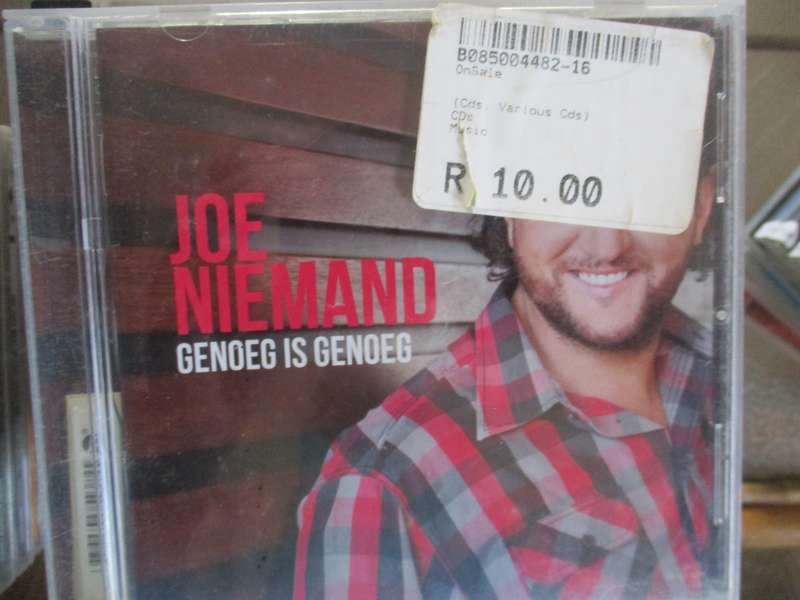 B085004482-16
OnSale
(Cds, Various Cds)
CDs
Music
R 10.00
JOE
NIEMAND
GENOEG IS GENOEG